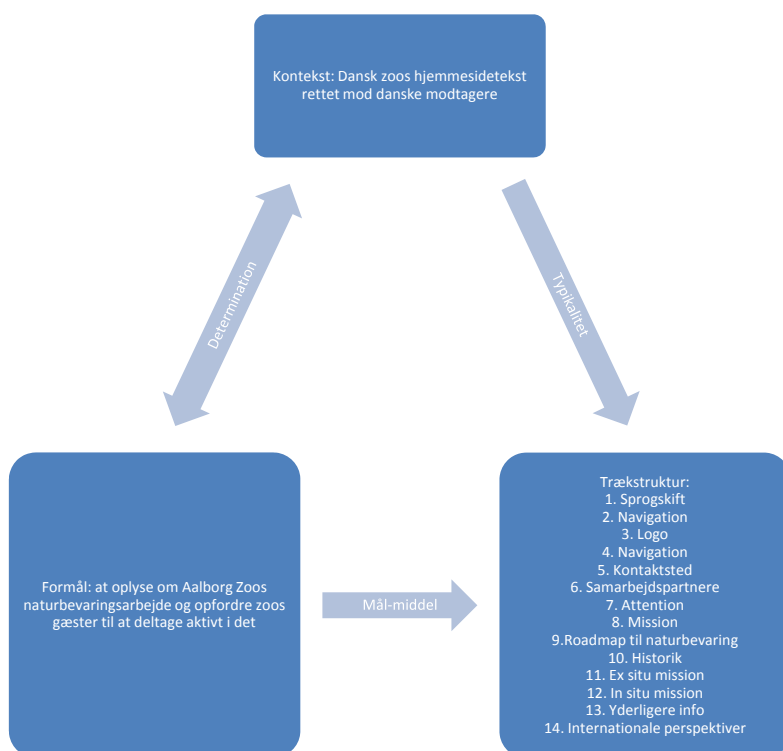 Kontekst: Dansk zoos hjemmesidetekst
rettet mod danske modtagere
Determination
Typikalitet
Formål: at oplyse om Aalborg Zoos
naturbevaringsarbejde og opfordre zoos
gæster til at deltage aktivt i det
Mål-middel
Trækstruktur:
1. Sprogskift
2. Navigation
3. Logo
4. Navigation
5. Kontaktsted
6. Samarbejdspartnere
7. Attention
8. Mission
9.Roadmap til naturbevaring
10. Historik
11. Ex situ mission
12. In situ mission
13. Yderligere info
14. Internationale perspektiver